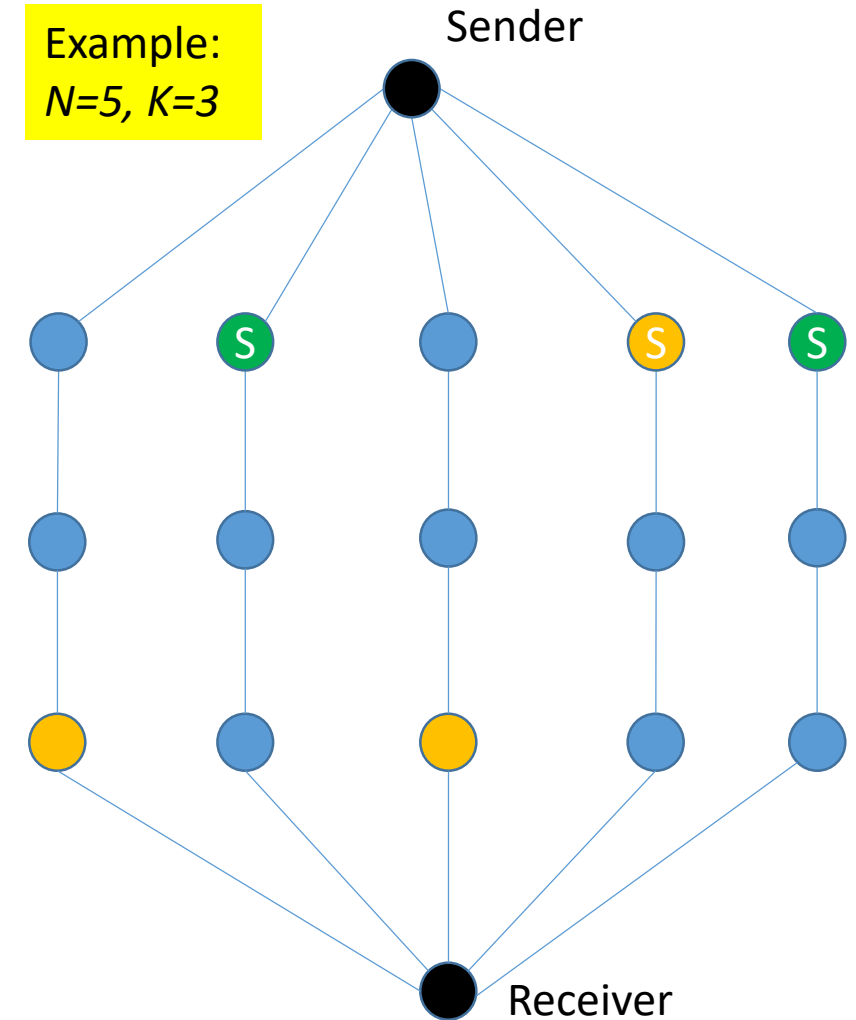 Sender
Example:
N=5, K=3
S
S
S
Receiver